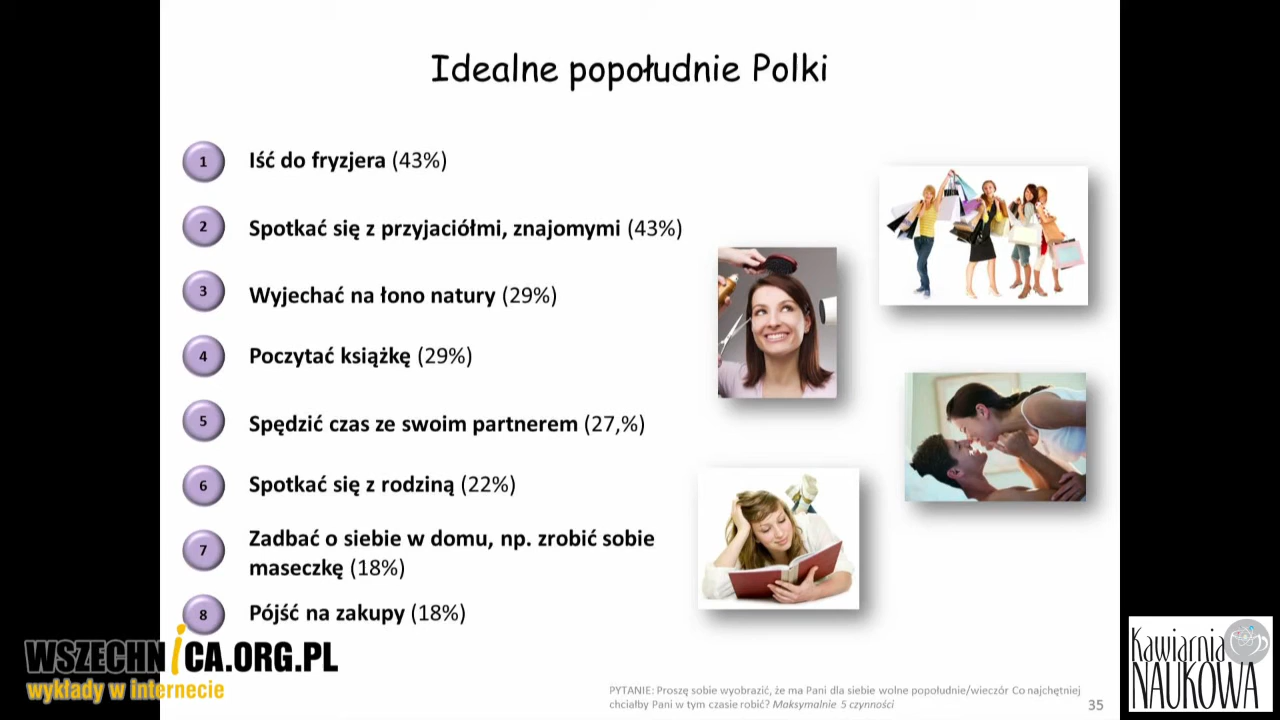 Idealne popołudnie Polki
1 Iść do fryzjera (43%)
2 Spotkać się z przyjaciółmi, znajomymi (43%)
3 Wyjechać na łono natury (29%)
4 Poczytać książkę (29%)
5 Spędzić czas ze swoim partnerem (27,%)
6 Spotkać się z rodziną (22%)
7 Zadbać o siebie w domu, np. zrobić sobie
maseczkę (18%)
8 Pójść na zakupy (18%)
WSZECHNICA.ORG.PL
wykłady w internecie
PYTANIE: Proszę sobie wyobrazić, że ma Pani dla siebie wolne popołudnie/wieczór Co najchętniej
chciałby Pani w tym czasie robić? Maksymalnie 5 czynności
35
Kawiarnia
NAUKOWA